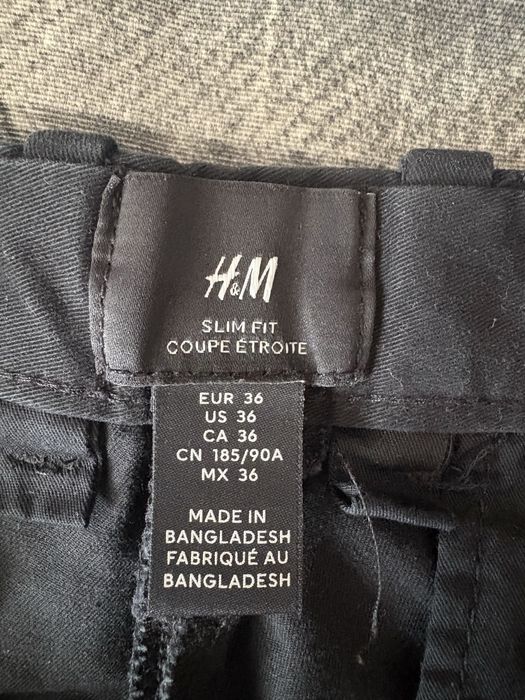 H&M
SLIM FIT
COUPE ÉTROITE
EUR 36
US 36
CA 36
CN 185/90A
MX 36
MADE IN
BANGLADESH
FABRIQUÉ AU
BANGLADESH